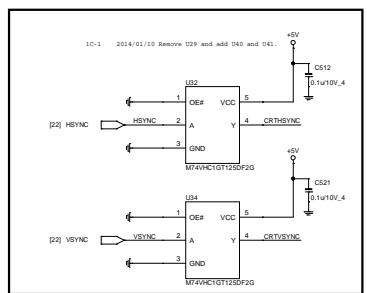 1C-1 2014/01/10 Remove U29 and add U40 and U41.
+5V
C512
0.1u/10V_4
U32
1 OE# VCC 5
[22] HSYNC HSYNC 2 A Y 4 CRTHSYNC
3 GND
M74VHC1GT125DF2G
+5V
C521
0.1u/10V_4
U34
1 OE# VCC 5
[22] VSYNC VSYNC 2 A Y 4 CRTVSYNC
3 GND
M74VHC1GT125DF2G